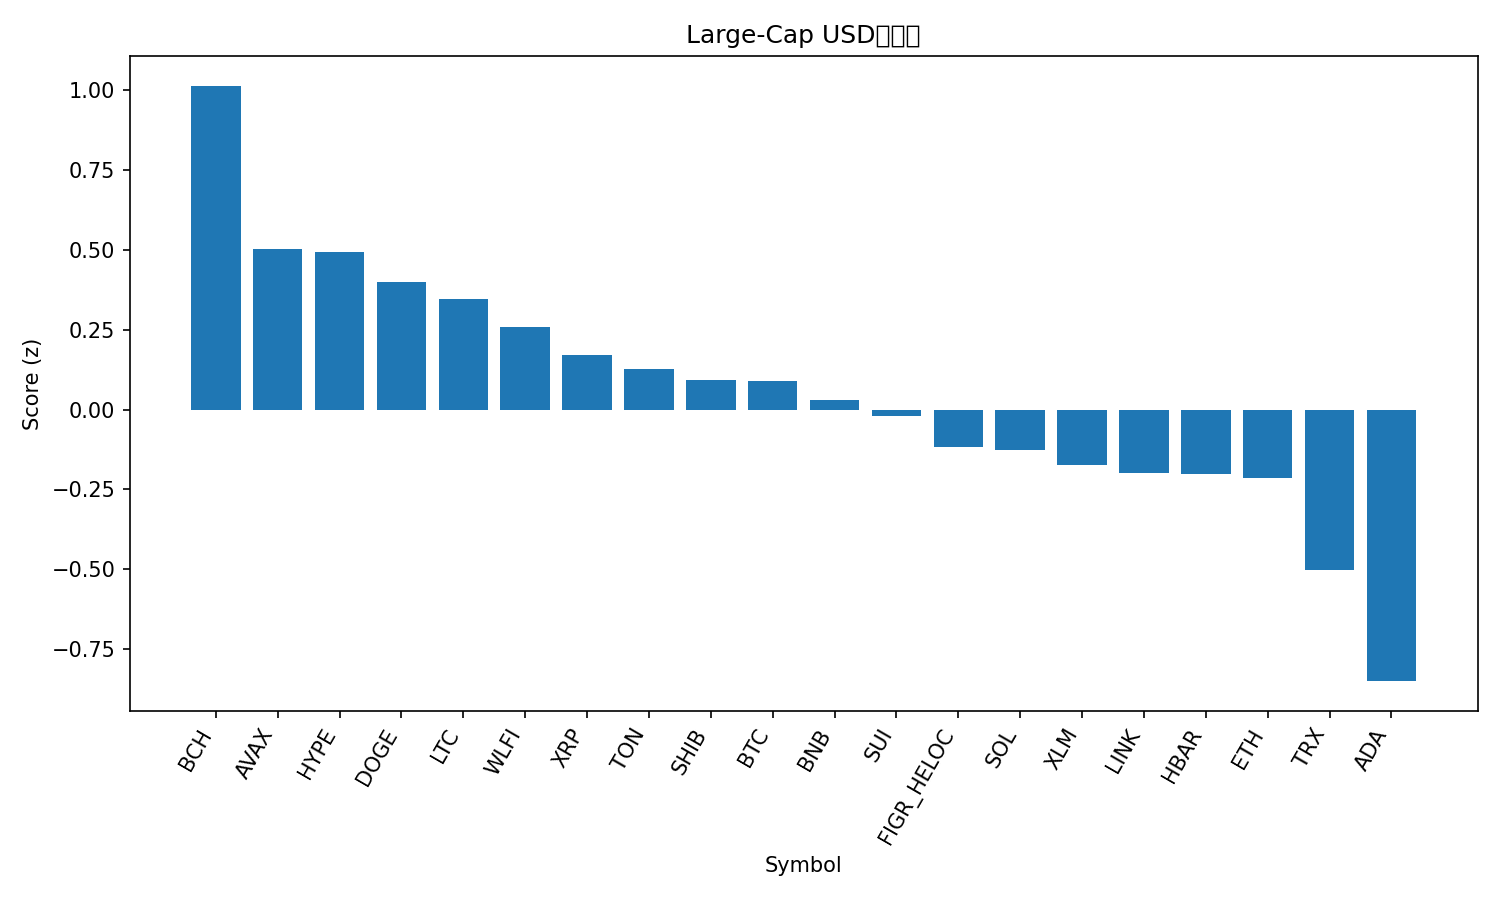 Large-Cap USD
1.00
0.75
0.50
0.25
0.00
−0.25
−0.50
−0.75
Score (z)
BCH
AVAX
HYPE
DOGE
LTC
WLFI
XRP
TON
SHIB
BTC
BNB
SUI
FIGR_HELOC
SOL
XLM
LINK
HBAR
ETH
TRX
ADA
Symbol